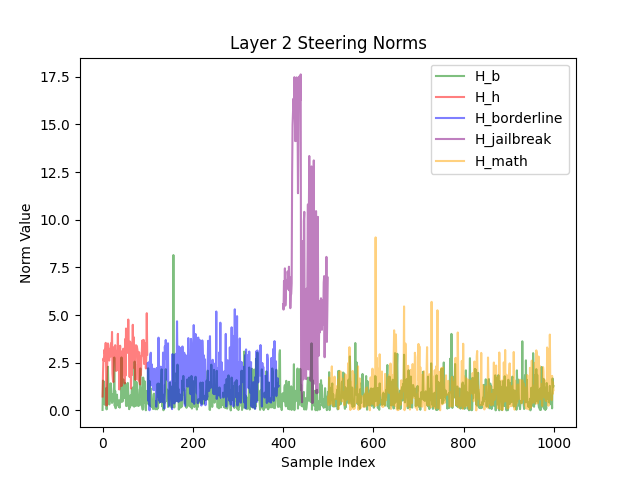 Layer 2 Steering Norms
H_b
H_h
H_borderline
H_jailbreak
H_math
Norm Value
17.5
15.0
12.5
10.0
7.5
5.0
2.5
0.0
0 200 400 600 800 1000
Sample Index